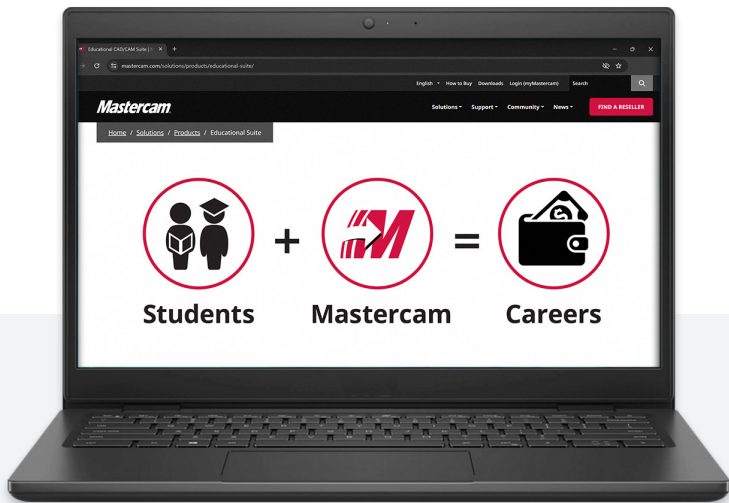 Educational CAD/CAM Suite |
mastercam.com/solutions/products/educational-suite/
English How to Buy Downloads Login (myMastercam) Search
Mastercam
Solutions Support Community News FIND A RESELLER
Home / Solutions / Products / Educational Suite
+ =
Students Mastercam Careers